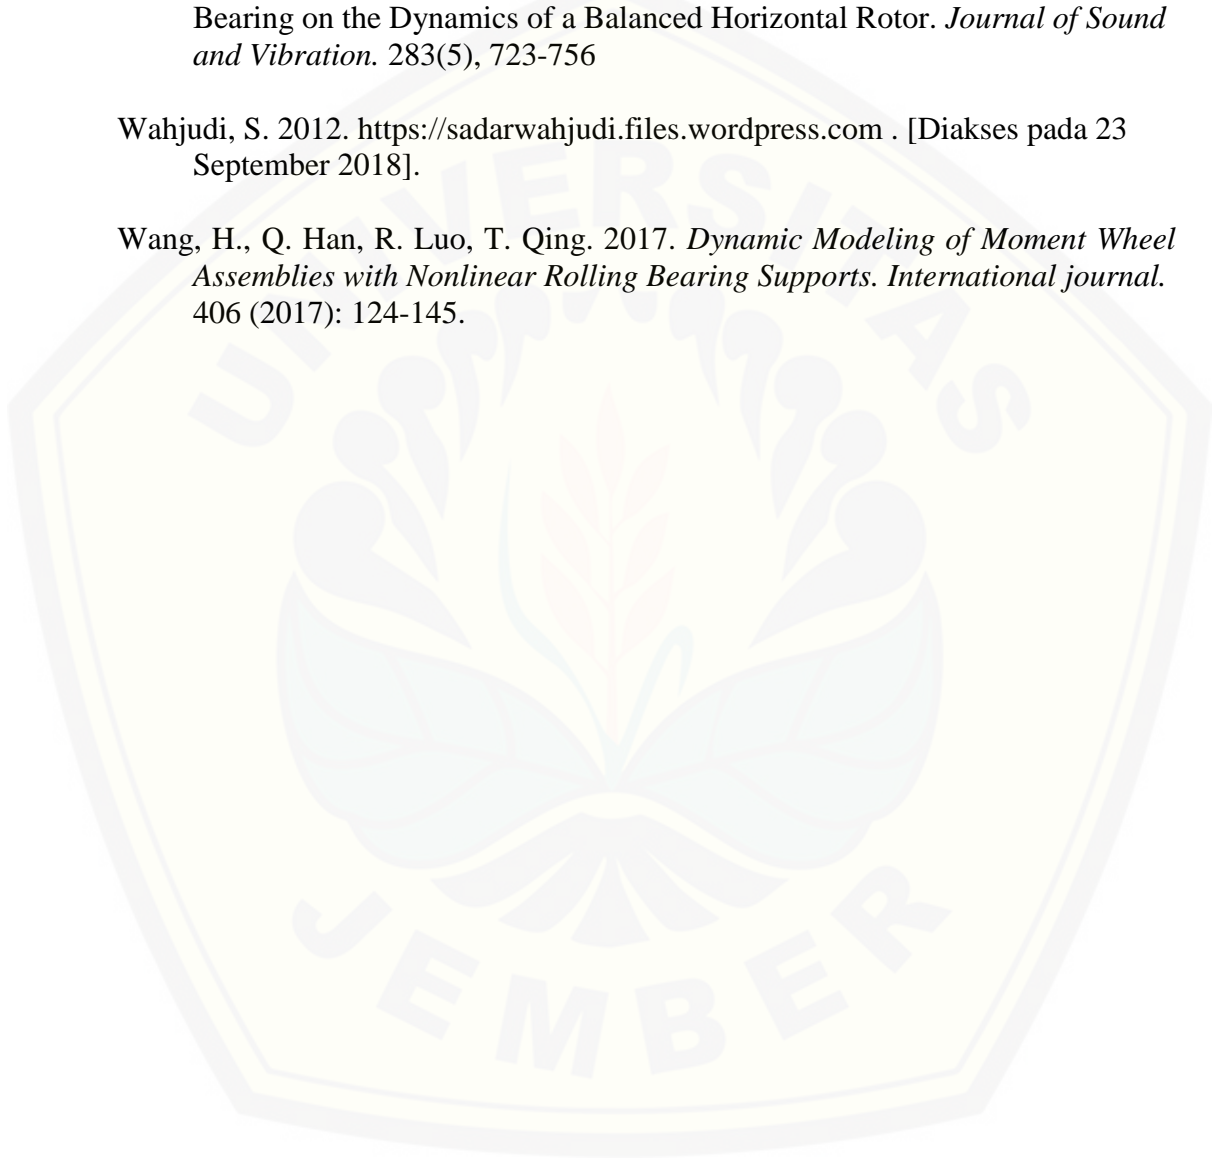 Bearing on the Dynamics of a Balanced Horizontal Rotor. Journal of Sound
and Vibration. 283(5), 723-756
Wahjudi, S. 2012. https://sadarwahjudi.files.wordpress.com . [Diakses pada 23
September 2018].
Wang, H., Q. Han, R. Luo, T. Qing. 2017. Dynamic Modeling of Moment Wheel
Assemblies with Nonlinear Rolling Bearing Supports. International journal.
406 (2017): 124-145.
UNIVERSITAS
JEMBER